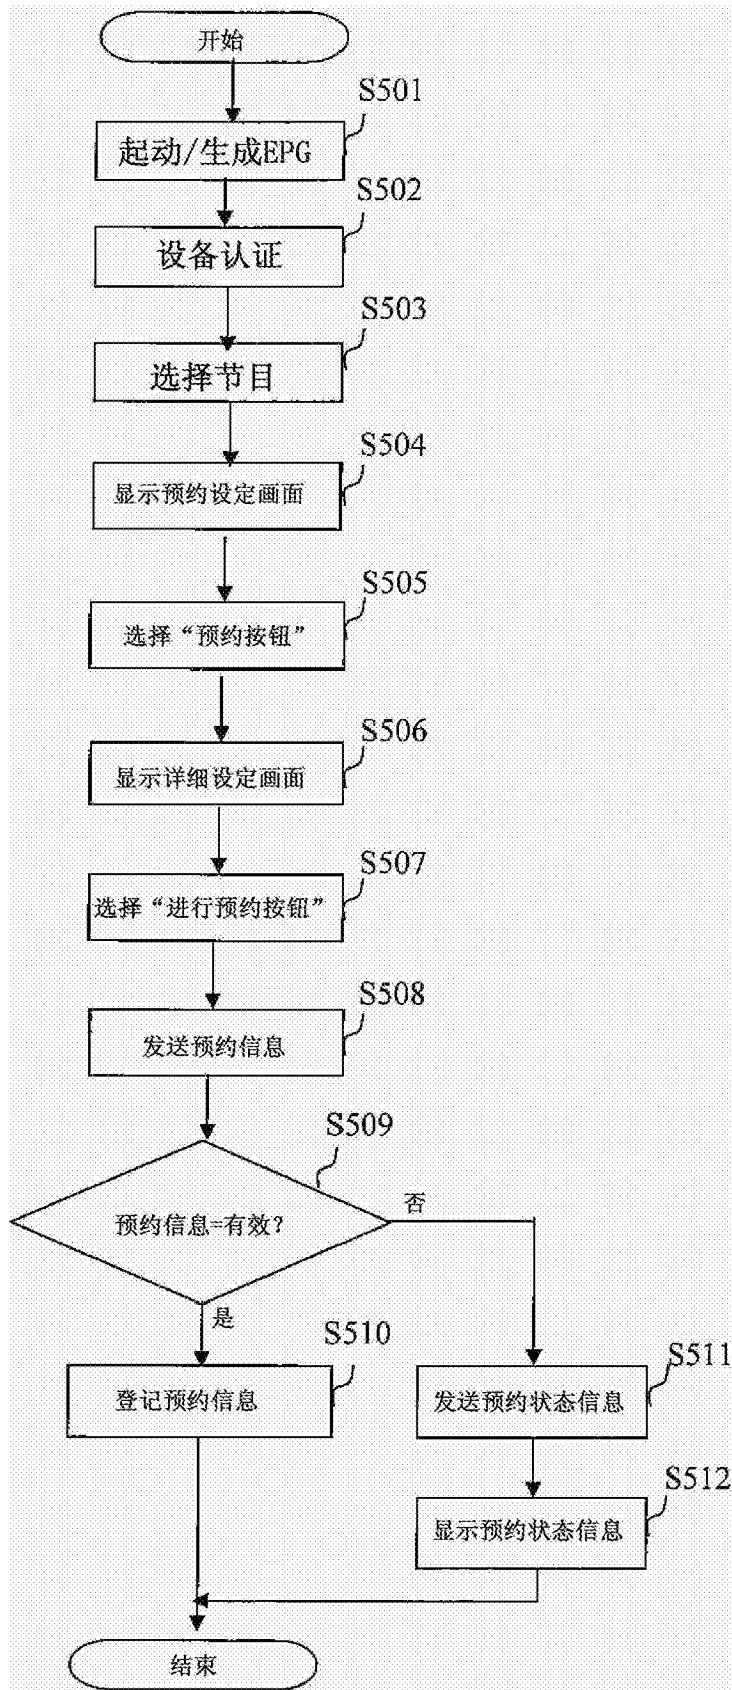 开始
S501
起动/生成EPG
S502
设备认证
S503
选择节目
S504
显示预约设定画面
S505
选择“预约按钮”
S506
显示详细设定画面
S507
选择“进行预约按钮”
S508
发送预约信息
S509
预约信息=有效?
否
是
S510
登记预约信息
S511
发送预约状态信息
S512
显示预约状态信息
结束